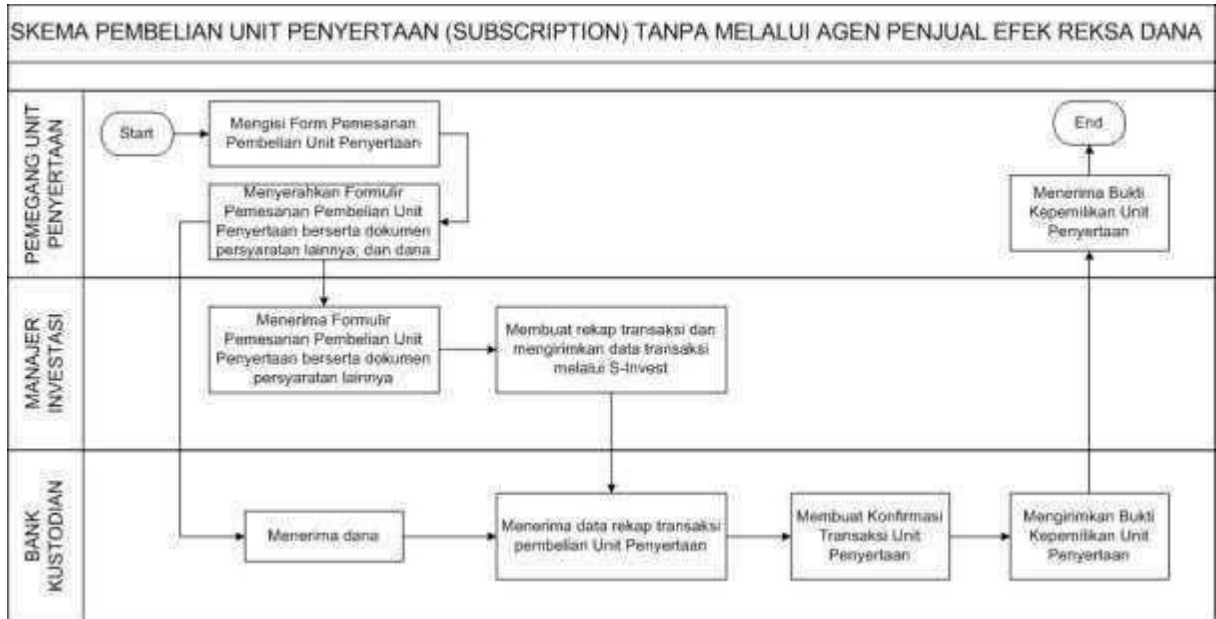 SKEMA PEMBELIAN UNIT PENYERTAAN (SUBSCRIPTION) TANPA MELALUI AGEN PENJUAL EFEK REKSA DANA
PEMEGANG UNIT
PENYERTAAN
Start
Mengisi Form Pemesanan
Pembelian Unit Penyertaan
Menyerahkan Formulir
Pemesanan Pembelian Unit
Penyertaan berserta dokumen
persyaratan lainnya; dan dana
End
Menerima Bukti
Kepemilikan Unit
Penyertaan
MANAJER
INVESTASI
Menerima Formulir
Pemesanan Pembelian Unit
Penyertaan berserta dokumen
persyaratan lainnya
Membuat rekap transaksi dan
mengirimkan data transaksi
melalui S-Invest
BANK
KUSTODIAN
Menerima dana
Menerima data rekap transaksi
pembelian Unit Penyertaan
Membuat Konfirmasi
Transaksi Unit
Penyertaan
Mengirimkan Bukti
Kepemilikan Unit
Penyertaan